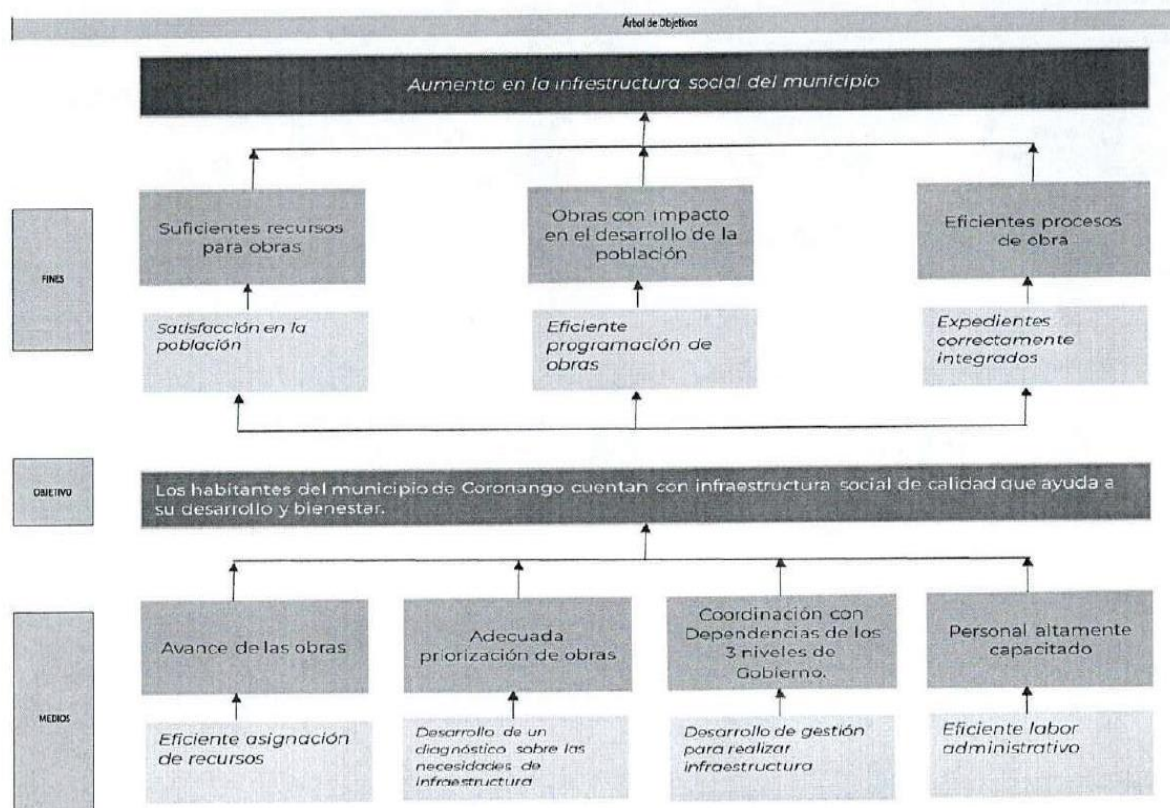 Árbol de Objetivos
Aumento en la infrestructura social del municipio
Suficientes recursos
para obras
Obras con impacto
en el desarrollo de la
población
Eficientes procesos
de obra
FINES
Satisfacción en la
población
Eficiente
programación de
obras
Expedientes
correctamente
integrados
OBJETIVO
Los habitantes del municipio de Coronango cuentan con infraestructura social de calidad que ayuda a
su desarrollo y bienestar.
Avance de las obras
Adecuada
priorización de obras
Coordinación con
Dependencias de los
3 niveles de
Gobierno.
Personal altamente
capacitado
MEDIOS
Eficiente asignación
de recursos
Desarrollo de un
diagnóstico sobre las
necesidades de
infraestructura
Desarrollo de gestión
para realizar
infraestructura
Eficiente labor
administrativo